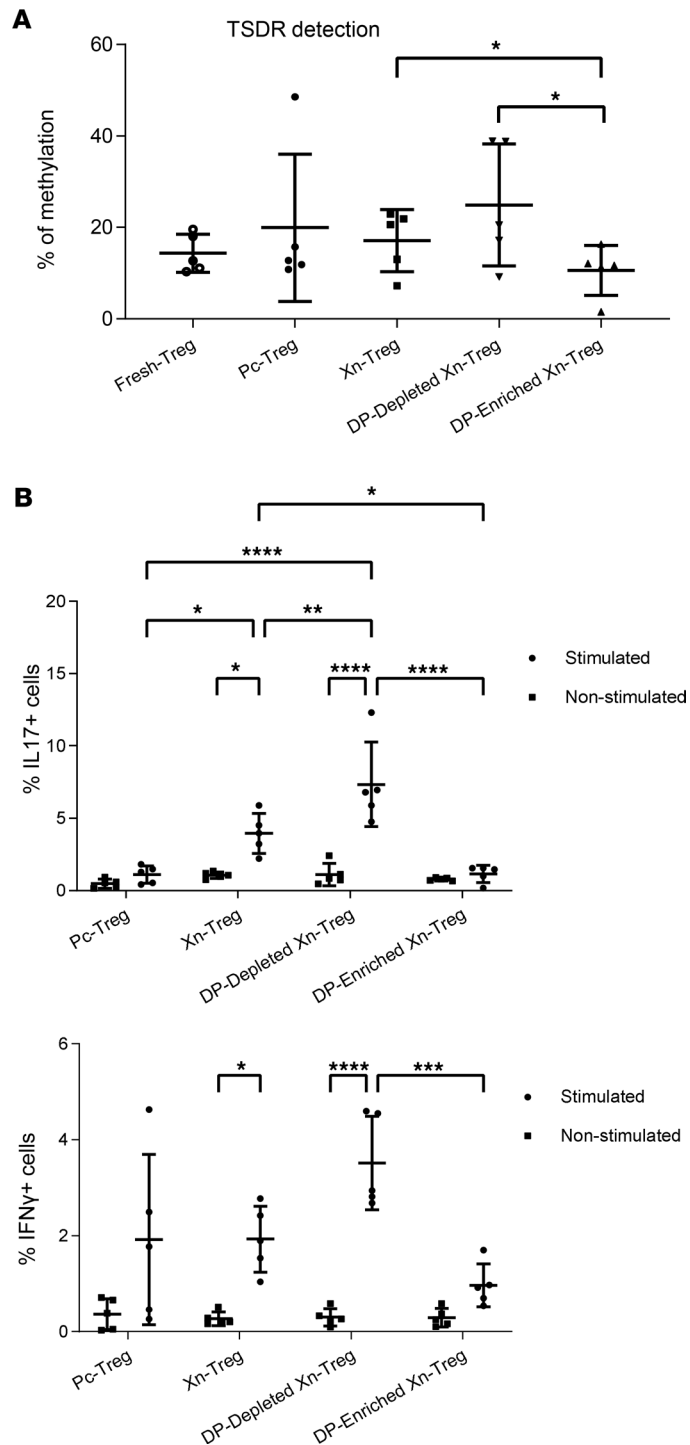 A
TSDR detection
*
*
60
40
20
0
% of methylation
Fresh-Treg
Pc-Treg
Xn-Treg
DP-Depleted Xn-Treg
DP-Enriched Xn-Treg
B
*
****
* **
* **** ****
20
15
10
5
0
% IL17+ cells
Stimulated
Non-stimulated
Pc-Treg
Xn-Treg
DP-Depleted Xn-Treg
DP-Enriched Xn-Treg
* **** ***
6
4
2
0
% IFNγ+ cells
Stimulated
Non-stimulated
Pc-Treg
Xn-Treg
DP-Depleted Xn-Treg
DP-Enriched Xn-Treg